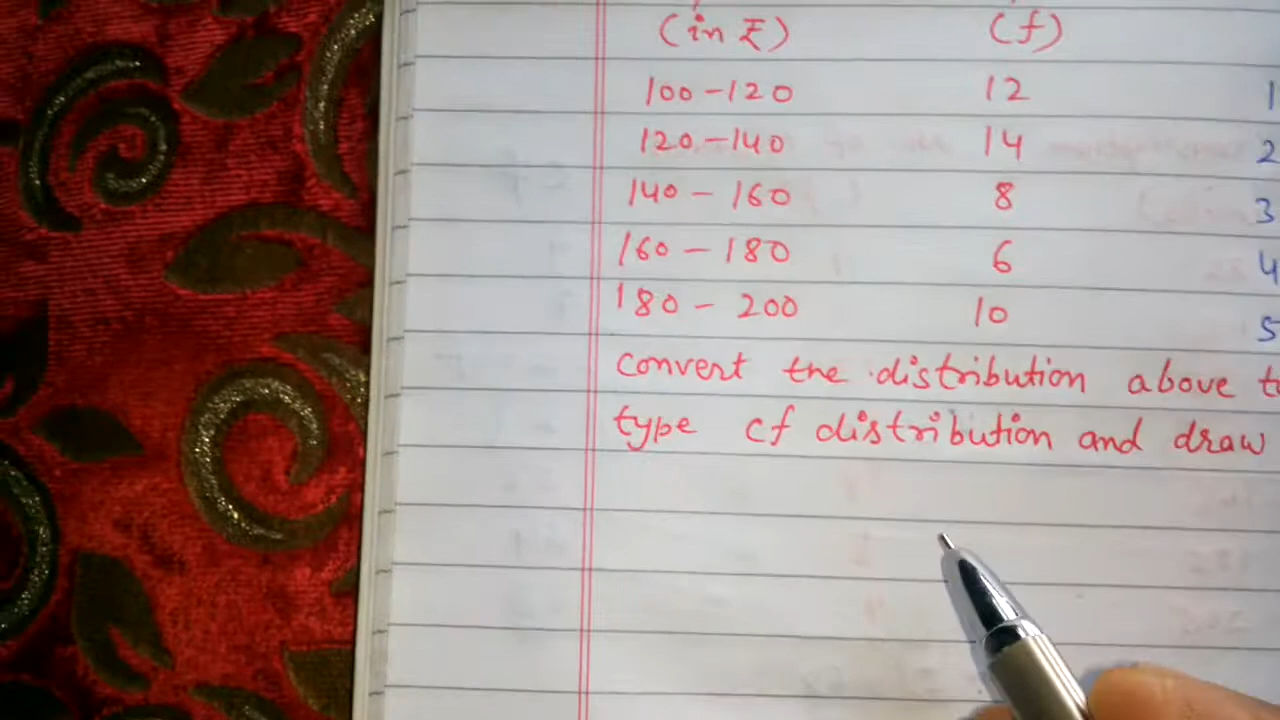 (in ₹) (f)
100-120 12 1
120-140 14 2
140 - 160 8 3
160 - 180 6 4
180 - 200 10 5
convert the distribution above
type cf distribution and draw